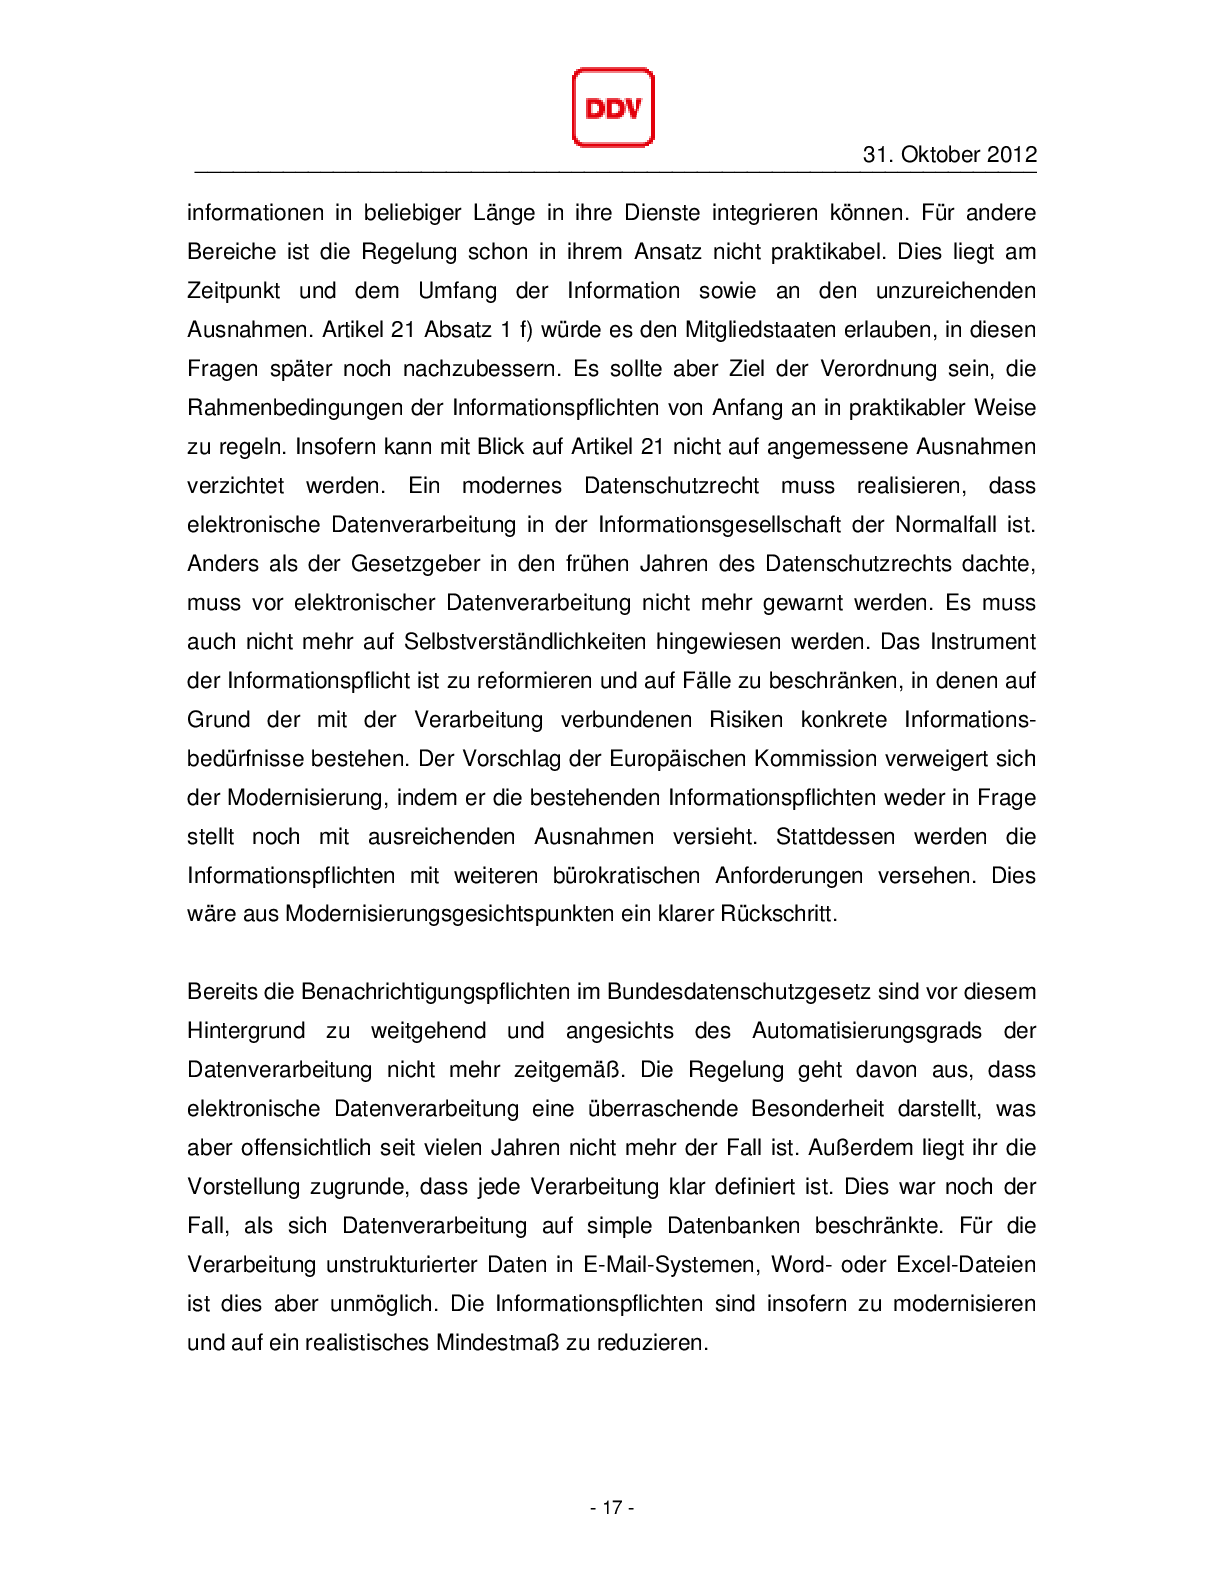 DDV
31. Oktober 2012
informationen in beliebiger Länge in ihre Dienste integrieren können. Für andere
Bereiche ist die Regelung schon in ihrem Ansatz nicht praktikabel. Dies liegt am
Zeitpunkt und dem Umfang der Information sowie an den unzureichenden
Ausnahmen. Artikel 21 Absatz 1 f) würde es den Mitgliedstaaten erlauben, in diesen
Fragen später noch nachzubessern. Es sollte aber Ziel der Verordnung sein, die
Rahmenbedingungen der Informationspflichten von Anfang an in praktikabler Weise
zu regeln. Insofern kann mit Blick auf Artikel 21 nicht auf angemessene Ausnahmen
verzichtet werden. Ein modernes Datenschutzrecht muss realisieren, dass
elektronische Datenverarbeitung in der Informationsgesellschaft der Normalfall ist.
Anders als der Gesetzgeber in den frühen Jahren des Datenschutzrechts dachte,
muss vor elektronischer Datenverarbeitung nicht mehr gewarnt werden. Es muss
auch nicht mehr auf Selbstverständlichkeiten hingewiesen werden. Das Instrument
der Informationspflicht ist zu reformieren und auf Fälle zu beschränken, in denen auf
Grund der mit der Verarbeitung verbundenen Risiken konkrete Informations-
bedürfnisse bestehen. Der Vorschlag der Europäischen Kommission verweigert sich
der Modernisierung, indem er die bestehenden Informationspflichten weder in Frage
stellt noch mit ausreichenden Ausnahmen versieht. Stattdessen werden die
Informationspflichten mit weiteren bürokratischen Anforderungen versehen. Dies
wäre aus Modernisierungsgesichtspunkten ein klarer Rückschritt.
Bereits die Benachrichtigungspflichten im Bundesdatenschutzgesetz sind vor diesem
Hintergrund zu weitgehend und angesichts des Automatisierungsgrads der
Datenverarbeitung nicht mehr zeitgemäß. Die Regelung geht davon aus, dass
elektronische Datenverarbeitung eine überraschende Besonderheit darstellt, was
aber offensichtlich seit vielen Jahren nicht mehr der Fall ist. Außerdem liegt ihr die
Vorstellung zugrunde, dass jede Verarbeitung klar definiert ist. Dies war noch der
Fall, als sich Datenverarbeitung auf simple Datenbanken beschränkte. Für die
Verarbeitung unstrukturierter Daten in E-Mail-Systemen, Word- oder Excel-Dateien
ist dies aber unmöglich. Die Informationspflichten sind insofern zu modernisieren
und auf ein realistisches Mindestmaß zu reduzieren.
- 17 -